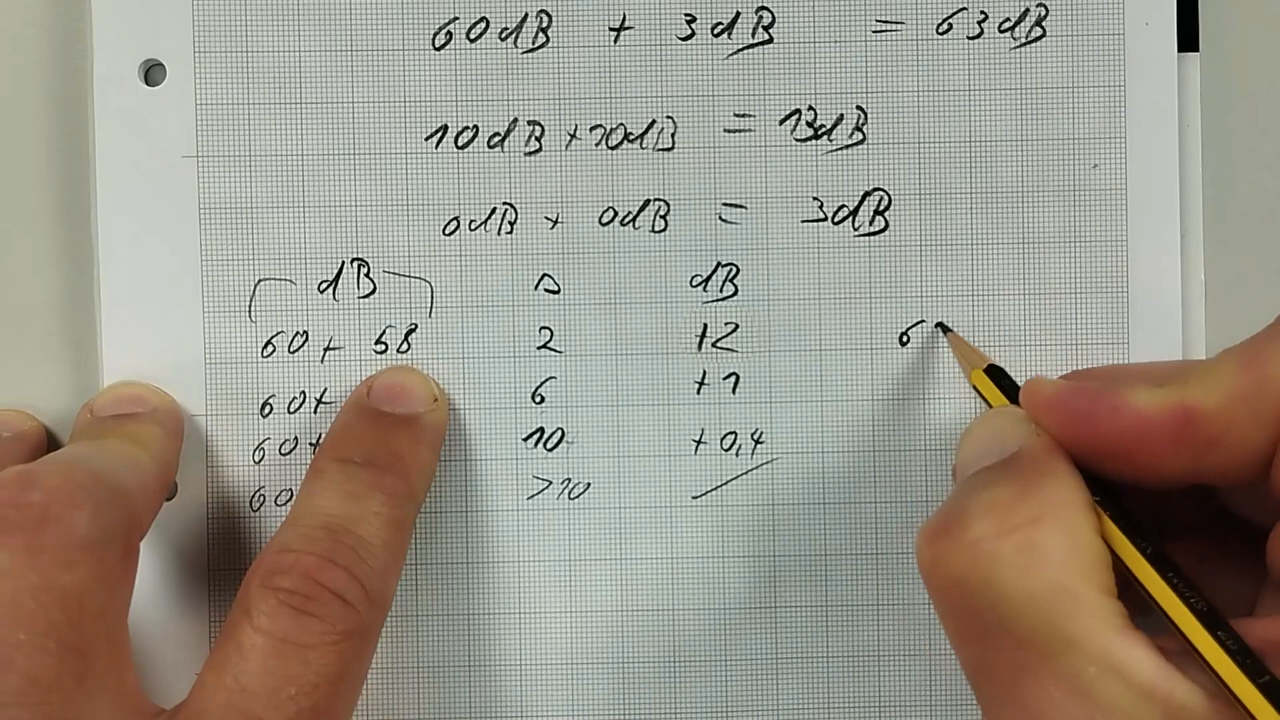 60dB + 3dB = 63dB
10dB + 10dB = 13dB
0dB + 0dB = 3dB
dB Δ dB
60 + 58 2 +2 6
60+ 6 +1
60+ 10 +0,4
60 >10